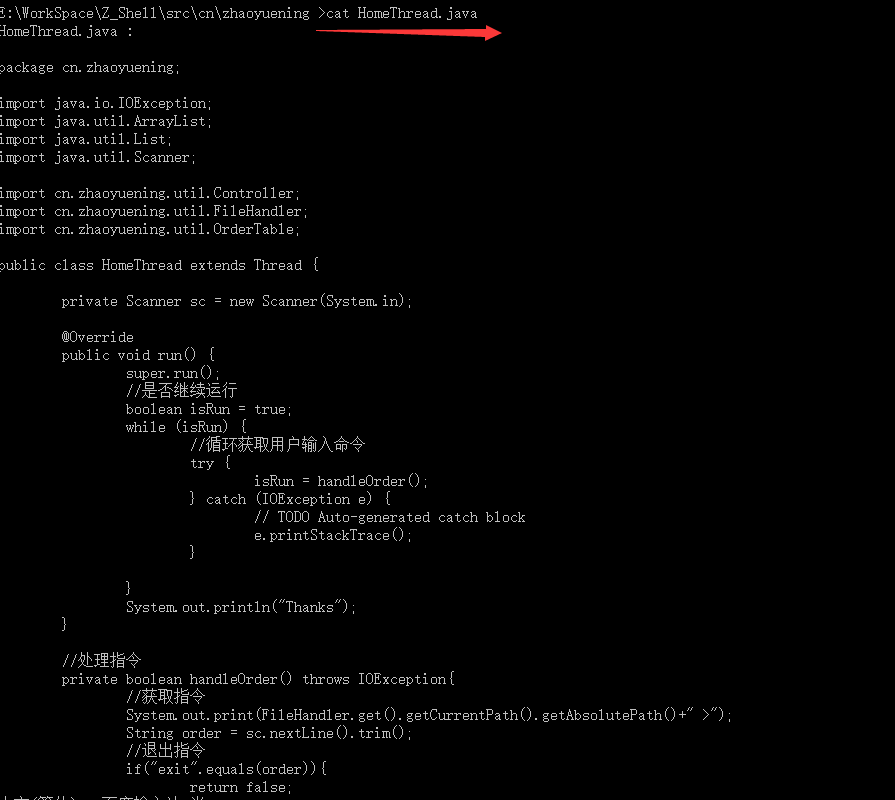 E:\WorkSpace\Z_Shell\src\cn\zhaoyuening >cat HomeThread.java
HomeThread.java :
package cn.zhaoyuening;
import java.io.IOException;
import java.util.ArrayList;
import java.util.List;
import java.util.Scanner;
import cn.zhaoyuening.util.Controller;
import cn.zhaoyuening.util.FileHandler;
import cn.zhaoyuening.util.OrderTable;
public class HomeThread extends Thread {
private Scanner sc = new Scanner(System.in);
@Override
public void run() {
super.run();
//是否继续运行
boolean isRun = true;
while (isRun) {
//循环获取用户输入命令
try {
isRun = handleOrder();
} catch (IOException e) {
// TODO Auto-generated catch block
e.printStackTrace();
}
}
System.out.println("Thanks");
}
//处理指令
private boolean handleOrder() throws IOException{
//获取指令
System.out.print(FileHandler.get().getCurrentPath().getAbsolutePath()+" >");
String order = sc.nextLine().trim();
//退出指令
if("exit".equals(order)){
return false;